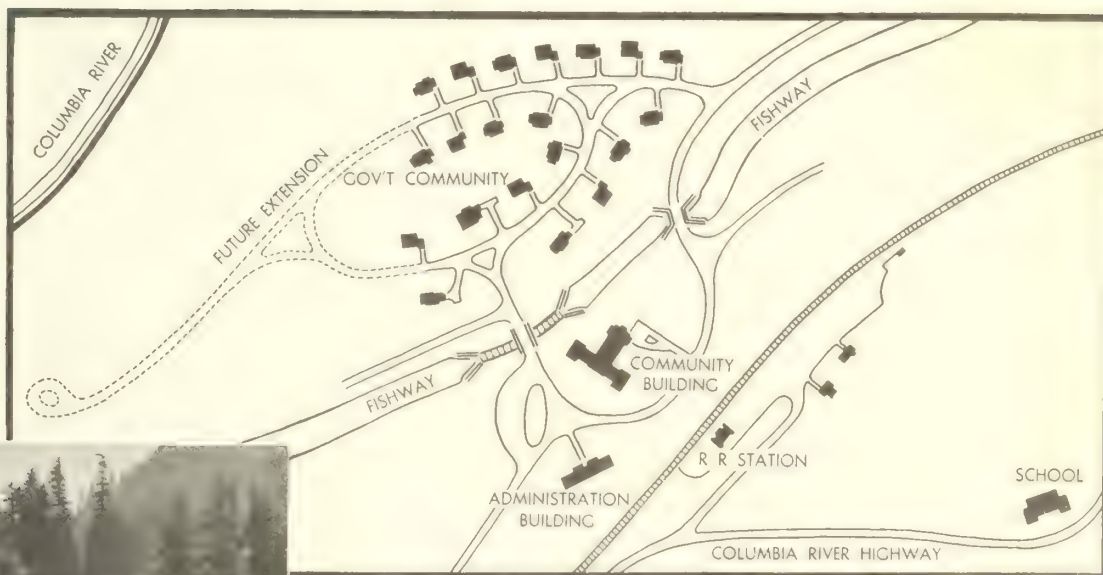 COLUMBIA RIVER
FISHWAY
GOV'T COMMUNITY
FUTURE EXTENSION
COMMUNITY
BUILDING
FISHWAY
R R STATION
ADMINISTRATION
BUILDING
SCHOOL
COLUMBIA RIVER HIGHWAY